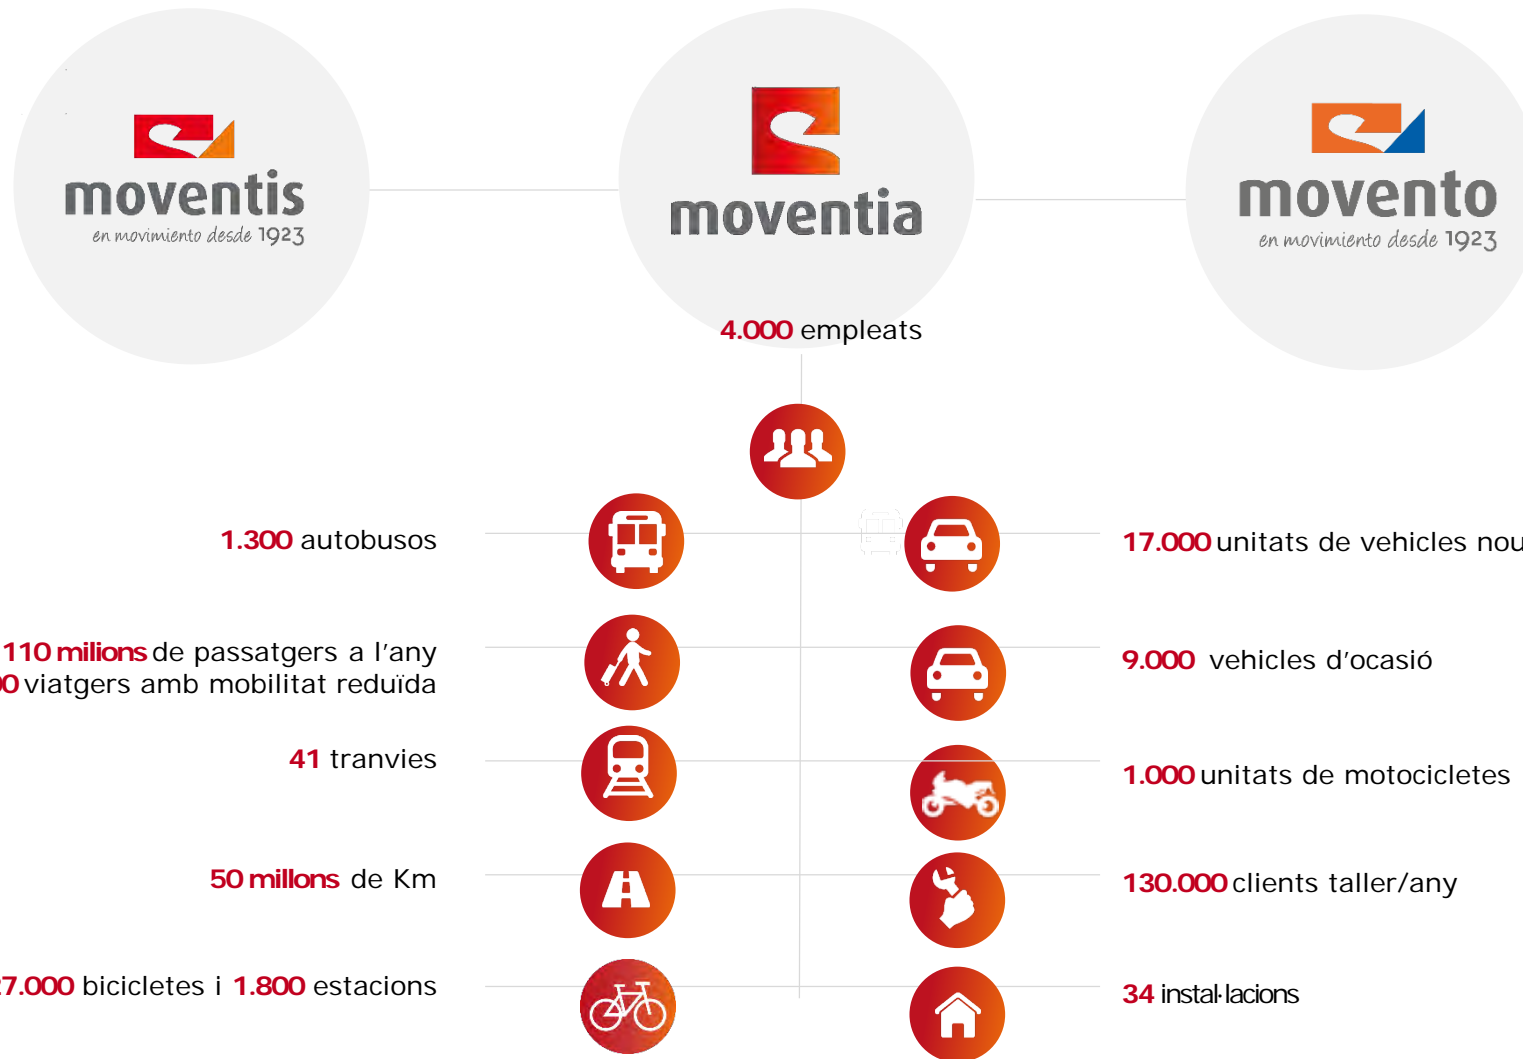 moventis
en movimiento desde 1923
moventia
movento
en movimiento desde 1923
4.000 empleats
1.300 autobusos
110 milions de passatgers a l'any
viatgers amb mobilitat reduïda
41 tranvies
50 millons de Km
27.000 bicicletes i 1.800 estacions
17.000 unitats de vehicles nou
9.000 vehicles d'ocasió
1.000 unitats de motocicletes
130.000 clients taller/any
34 instal·lacions